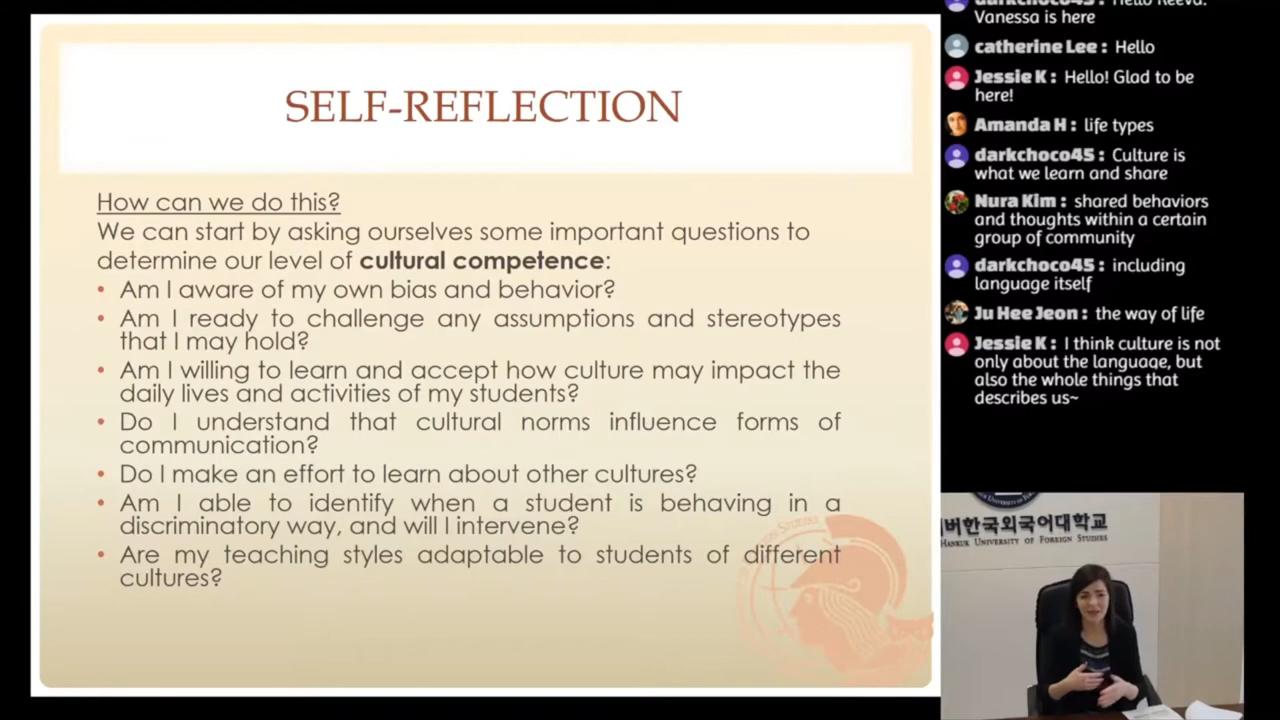 SELF-REFLECTION
How can we do this?
We can start by asking ourselves some important questions to
determine our level of cultural competence:
• Am I aware of my own bias and behavior?
• Am I ready to challenge any assumptions and stereotypes
that I may hold?
• Am I willing to learn and accept how culture may impact the
daily lives and activities of my students?
• Do I understand that cultural norms influence forms of
communication?
• Do I make an effort to learn about other cultures?
• Am I able to identify when a student is behaving in a
discriminatory way, and will I intervene?
• Are my teaching styles adaptable to students of different
cultures?
darkchoco45 : Hello Reeva.
Vanessa is here
catherine Lee : Hello
Jessie K : Hello! Glad to be
here!
Amanda H : life types
darkchoco45 : Culture is
what we learn and share
Nura Kim : shared behaviors
and thoughts within a certain
group of community
darkchoco45 : including
language itself
Ju Hee Jeon : the way of life
Jessie K : I think culture is not
only about the language, but
also the whole things that
describes us~
버한국외국어대학교
HANKUK UNIVERSITY OF FOREIGN STUDIES